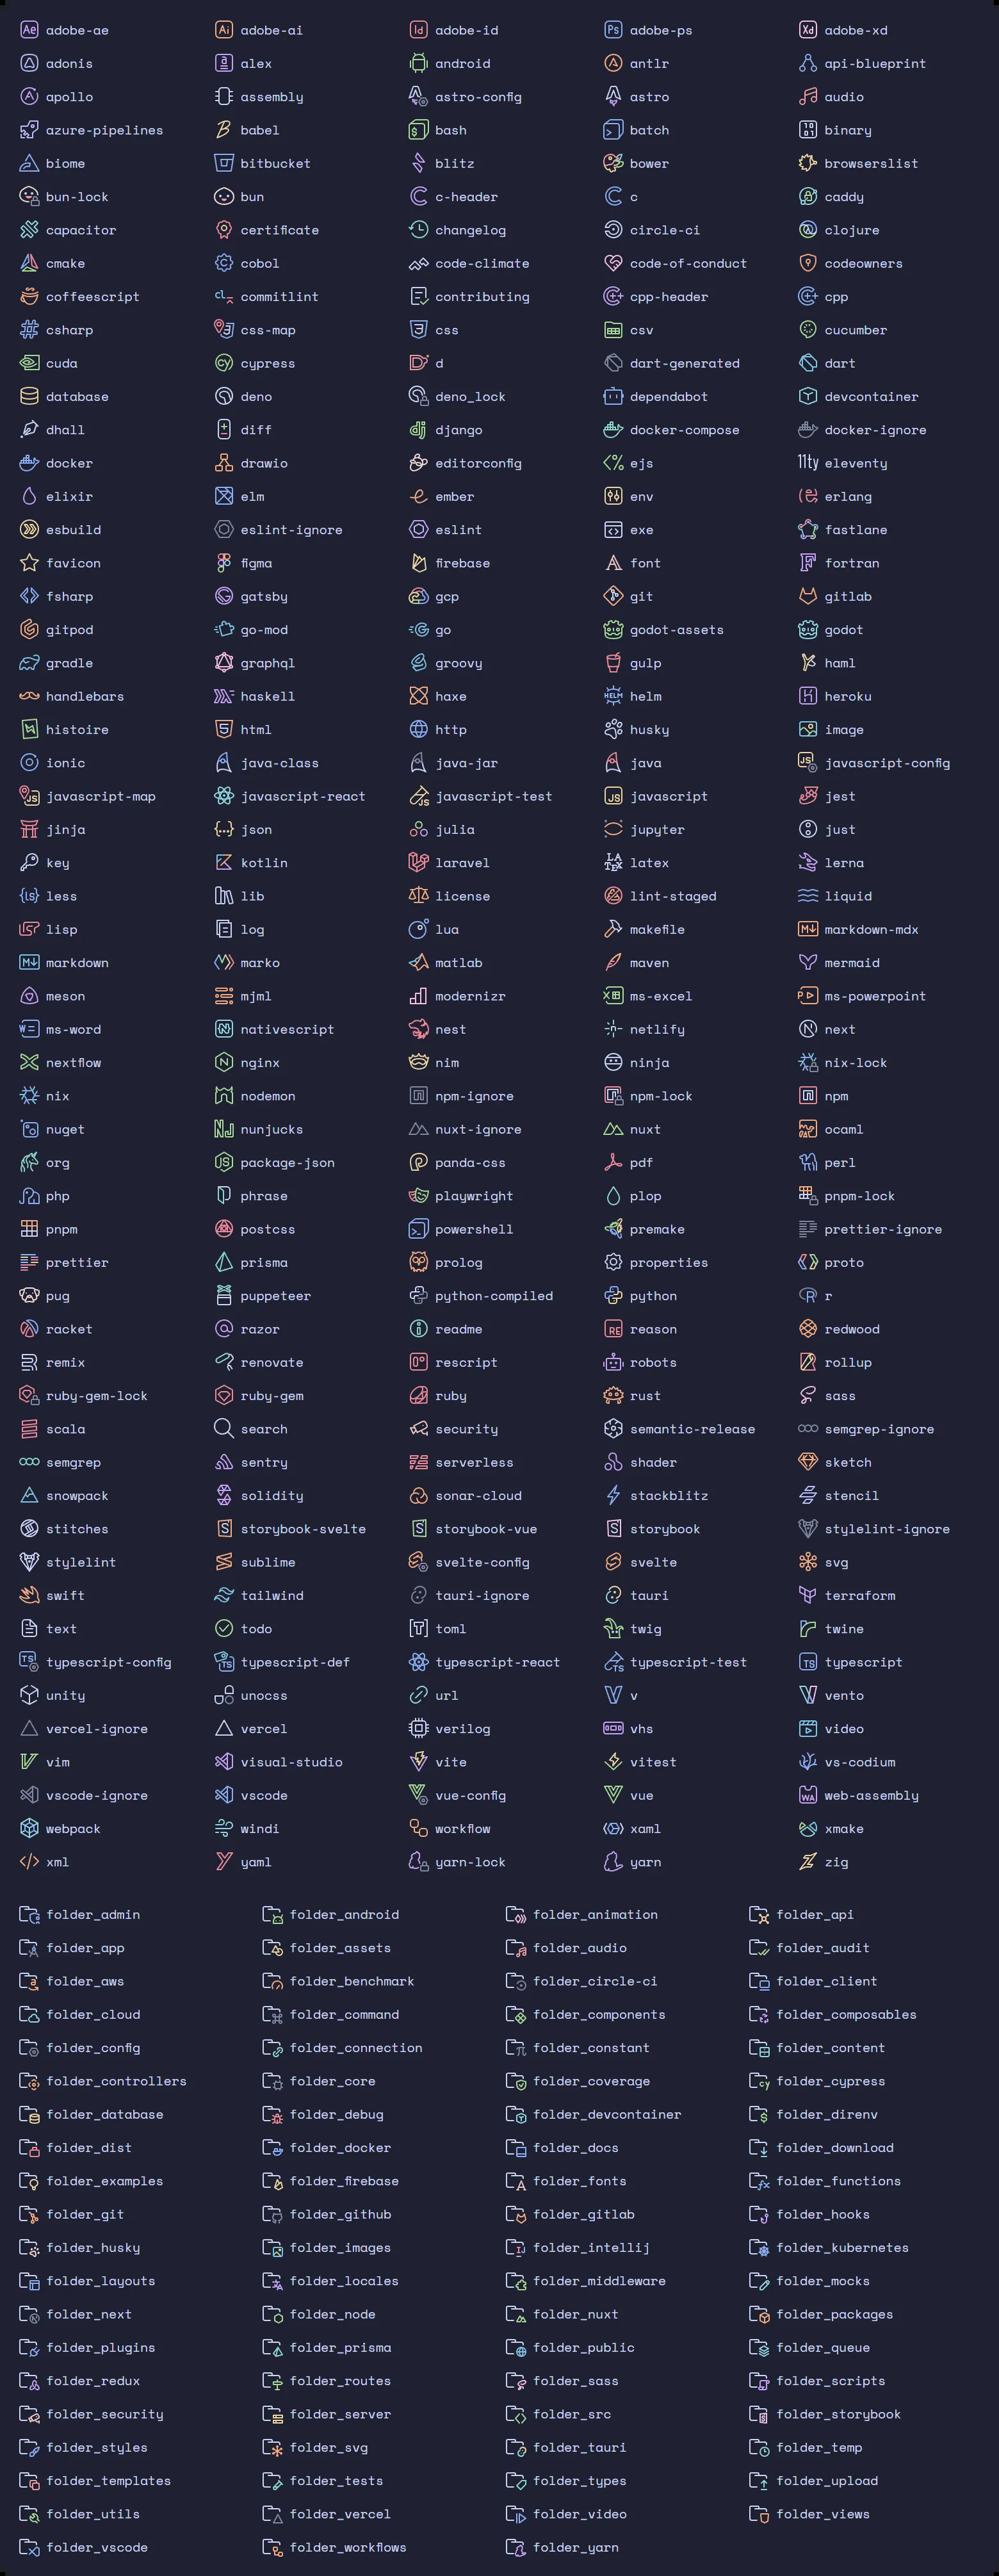 adobe-ae adobe-ai adobe-id adobe-ps adobe-xd
adonis alex android antlr api-blueprint
apollo assembly astro-config astro audio
azure-pipelines babel bash batch binary
biome bitbucket blitz bower browserslist
bun-lock bun c-header c caddy
capacitor certificate changelog circle-ci clojure
cmake cobol code-climate code-of-conduct codeowners
coffeescript commitlint contributing cpp-header cpp
csharp css-map css csv cucumber
cuda cypress d dart-generated dart
database deno deno_lock dependabot devcontainer
dhall diff django docker-compose docker-ignore
docker drawio editorconfig ejs eleventy
elixir elm ember env erlang
esbuild eslint-ignore eslint exe fastlane
favicon figma firebase font fortran
fsharp gatsby gcp git gitlab
gitpod go-mod go godot-assets godot
gradle graphql groovy gulp haml
handlebars haskell haxe helm heroku
histoire html http husky image
ionic java-class java-jar java javascript-config
javascript-map javascript-react javascript-test javascript jest
jinja json julia jupyter just
key kotlin laravel latex lerna
less lib license lint-staged liquid
lisp log lua makefile markdown-mdx
markdown marko matlab maven mermaid
meson mjml modernizr ms-excel ms-powerpoint
ms-word nativescript nest netlify next
nextflow nginx nim ninja nix-lock
nix nodemon npm-ignore npm-lock npm
nuget nunjucks nuxt-ignore nuxt ocaml
org package-json panda-css pdf perl
php phrase playwright plop pnpm-lock
pnpm postcss powershell premake prettier-ignore
prettier prisma prolog properties proto
pug puppeteer python-compiled python r
racket razor readme reason redwood
remix renovate rescript robots rollup
ruby-gem-lock ruby-gem ruby rust sass
scala search security semantic-release semgrep-ignore
semgrep sentry serverless shader sketch
snowpack solidity sonar-cloud stackblitz stencil
stitches storybook-svelte storybook-vue storybook stylelint-ignore
stylelint sublime svelte-config svelte svg
swift tailwind tauri-ignore tauri terraform
text todo toml twig twine
typescript-config typescript-def typescript-react typescript-test typescript
unity unocss url v vento
vercel-ignore vercel verilog vhs video
vim visual-studio vite vitest vs-codium
vscode-ignore vscode vue-config vue web-assembly
webpack windi workflow xaml xmake
xml yaml yarn-lock yarn zig
folder_admin folder_android folder_animation folder_api
folder_app folder_assets folder_audio folder_audit
folder_aws folder_benchmark folder_circle-ci folder_client
folder_cloud folder_command folder_components folder_composables
folder_config folder_connection folder_constant folder_content
folder_controllers folder_core folder_coverage folder_cypress
folder_database folder_debug folder_devcontainer folder_direnv
folder_dist folder_docker folder_docs folder_download
folder_examples folder_firebase folder_fonts folder_functions
folder_git folder_github folder_gitlab folder_hooks
folder_husky folder_images folder_intellij folder_kubernetes
folder_layouts folder_locales folder_middleware folder_mocks
folder_next folder_node folder_nuxt folder_packages
folder_plugins folder_prisma folder_public folder_queue
folder_redux folder_routes folder_sass folder_scripts
folder_security folder_server folder_src folder_storybook
folder_styles folder_svg folder_tauri folder_temp
folder_templates folder_tests folder_types folder_upload
folder_utils folder_vercel folder_video folder_views
folder_vscode folder_workflows folder_yarn